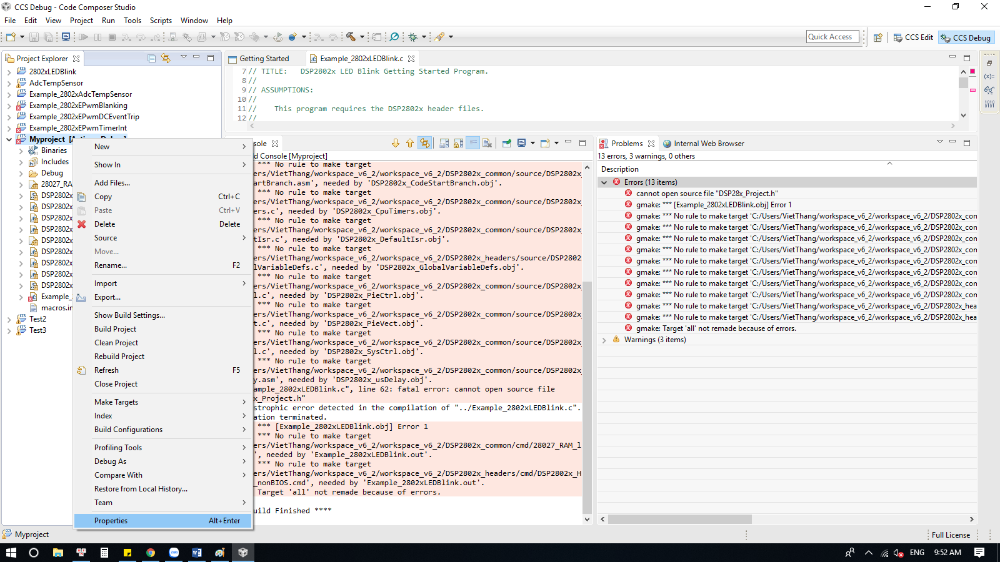 CCS Debug - Code Composer Studio
File Edit View Project Run Tools Scripts Window Help
Quick Access
CCS Edit
CCS Debug
Project Explorer
2802xLEDBlink
AdcTempSensor
Example_2802xAdcTempSensor
Example_2802xEPwmBlanking
Example_2802xEPwmDCEventTrip
Example_2802xEPwmTimerInt
Myproject
Binaries
Includes
Debug
28027_RA
DSP2802x
DSP2802x
DSP2802x
DSP2802x
DSP2802x
DSP2802x
DSP2802x
DSP2802x
DSP2802x
Example_
macros.in
Test2
Test3
New
Show In
Add Files...
Copy Ctrl+C
Paste Ctrl+V
Delete Delete
Source
Move...
Rename... F2
Import
Export...
Show Build Settings...
Build Project
Clean Project
Rebuild Project
Refresh F5
Close Project
Make Targets
Index
Build Configurations
Profiling Tools
Debug As
Compare With
Restore from Local History...
Team
Properties Alt+Enter
Getting Started
Example_2802xLEDBlink.c
7 // TITLE: DSP2802x LED Blink Getting Started Program.
8 //
9 // ASSUMPTIONS:
10 //
11 // This program requires the DSP2802x header files.
12 //
sole
d Console [Myproject]
*** No rule to make target
ers/VietThang/workspace_v6_2/workspace_v6_2/DSP2802x_common/source/DSP2802x_
artBranch.asm', needed by 'DSP2802x_CodeStartBranch.obj'.
*** No rule to make target
ers/VietThang/workspace_v6_2/workspace_v6_2/DSP2802x_common/source/DSP2802x_
ers.c', needed by 'DSP2802x_CpuTimers.obj'.
*** No rule to make target
ers/VietThang/workspace_v6_2/workspace_v6_2/DSP2802x_common/source/DSP2802x_
tIsr.c', needed by 'DSP2802x_DefaultIsr.obj'.
*** No rule to make target
ers/VietThang/workspace_v6_2/workspace_v6_2/DSP2802x_headers/source/DSP2802
lVariableDefs.c', needed by 'DSP2802x_GlobalVariableDefs.obj'.
*** No rule to make target
ers/VietThang/workspace_v6_2/workspace_v6_2/DSP2802x_common/source/DSP2802x_
l.c', needed by 'DSP2802x_PieCtrl.obj'.
*** No rule to make target
ers/VietThang/workspace_v6_2/workspace_v6_2/DSP2802x_common/source/DSP2802x_
t.c', needed by 'DSP2802x_PieVect.obj'.
*** No rule to make target
ers/VietThang/workspace_v6_2/workspace_v6_2/DSP2802x_common/source/DSP2802x_
l.c', needed by 'DSP2802x_SysCtrl.obj'.
*** No rule to make target
ers/VietThang/workspace_v6_2/workspace_v6_2/DSP2802x_common/source/DSP2802x_
y.asm', needed by 'DSP2802x_usDelay.obj'.
ample_2802xLEDBlink.c", line 62: fatal error: cannot open source file
x_Project.h"
strophic error detected in the compilation of "../Example_2802xLEDBlink.c".
ation terminated.
*** [Example_2802xLEDBlink.obj] Error 1
*** No rule to make target
ers/VietThang/workspace_v6_2/workspace_v6_2/DSP2802x_common/cmd/28027_RAM_l
', needed by 'Example_2802xLEDBlink.out'.
*** No rule to make target
ers/VietThang/workspace_v6_2/workspace_v6_2/DSP2802x_headers/cmd/DSP2802x_H
_nonBIOS.cmd', needed by 'Example_2802xLEDBlink.out'.
Target 'all' not remade because of errors.
uild Finished ****
Problems
Internal Web Browser
13 errors, 3 warnings, 0 others
Description
Errors (13 items)
cannot open source file "DSP28x_Project.h"
gmake: *** [Example_2802xLEDBlink.obj] Error 1
gmake: *** No rule to make target 'C:/Users/VietThang/workspace_v6_2/workspace_v6_2/DSP2802x_con
gmake: *** No rule to make target 'C:/Users/VietThang/workspace_v6_2/workspace_v6_2/DSP2802x_con
gmake: *** No rule to make target 'C:/Users/VietThang/workspace_v6_2/workspace_v6_2/DSP2802x_con
gmake: *** No rule to make target 'C:/Users/VietThang/workspace_v6_2/workspace_v6_2/DSP2802x_con
gmake: *** No rule to make target 'C:/Users/VietThang/workspace_v6_2/workspace_v6_2/DSP2802x_con
gmake: *** No rule to make target 'C:/Users/VietThang/workspace_v6_2/workspace_v6_2/DSP2802x_con
gmake: *** No rule to make target 'C:/Users/VietThang/workspace_v6_2/workspace_v6_2/DSP2802x_con
gmake: *** No rule to make target 'C:/Users/VietThang/workspace_v6_2/workspace_v6_2/DSP2802x_con
gmake: *** No rule to make target 'C:/Users/VietThang/workspace_v6_2/workspace_v6_2/DSP2802x_hea
gmake: *** No rule to make target 'C:/Users/VietThang/workspace_v6_2/workspace_v6_2/DSP2802x_hea
gmake: Target 'all' not remade because of errors.
Warnings (3 items)
Myproject
Full License
ENG
9:52 AM